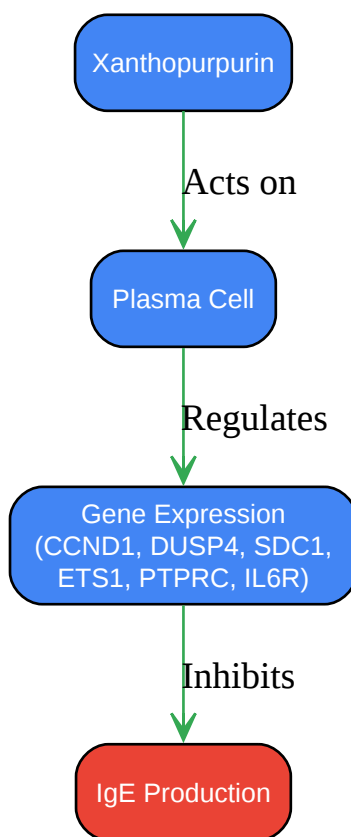 Xanthopurpurin
Acts on
Plasma Cell
Regulates
Gene Expression
(CCND1, DUSP4, SDC1,
ETS1, PTPRC, IL6R)
Inhibits
IgE Production